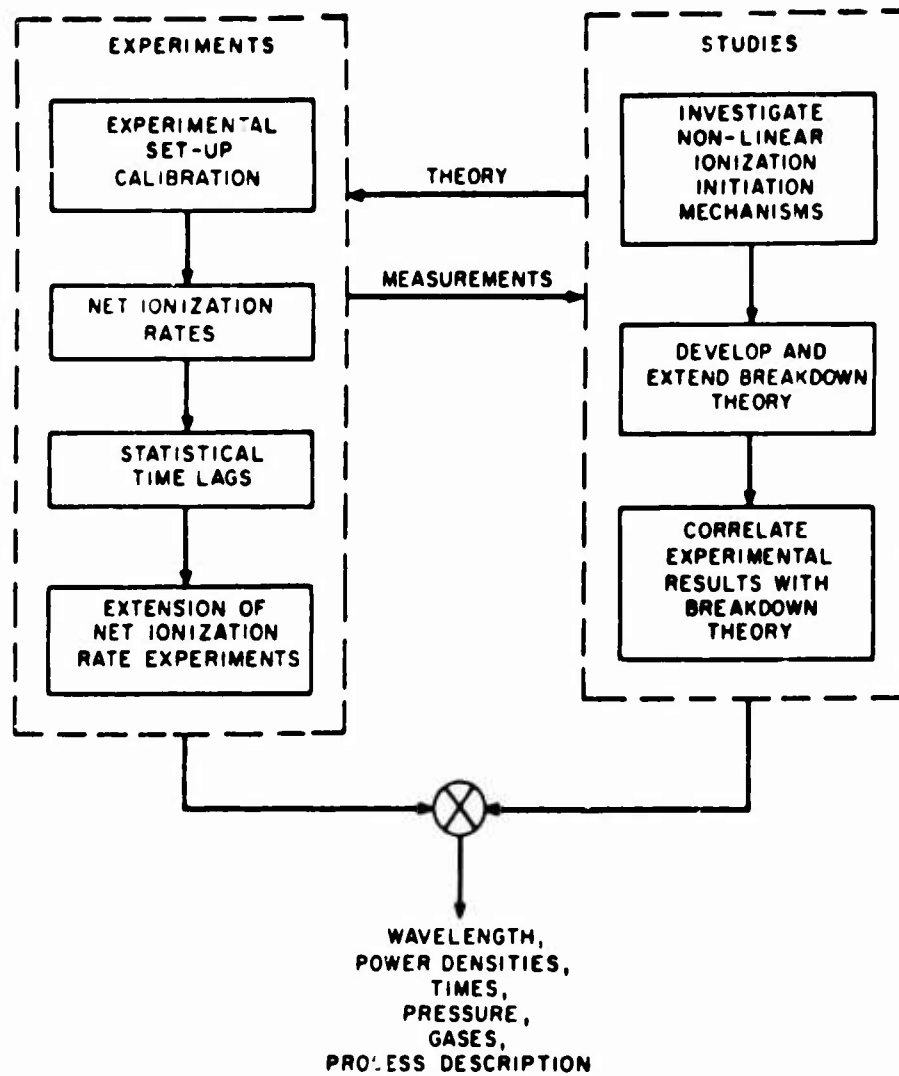 EXPERIMENTS
EXPERIMENTAL
SET-UP
CALIBRATION
NET IONIZATION
RATES
STATISTICAL
TIME LAGS
EXTENSION OF
NET IONIZATION
RATE EXPERIMENTS
THEORY
MEASUREMENTS
STUDIES
INVESTIGATE
NON-LINEAR
IONIZATION
INITIATION
MECHANISMS
DEVELOP AND
EXTEND BREAKDOWN
THEORY
CORRELATE
EXPERIMENTAL
RESULTS WITH
BREAKDOWN
THEORY
WAVELENGTH,
POWER DENSITIES,
TIMES,
PRESSURE,
GASES,
PROCESS DESCRIPTION